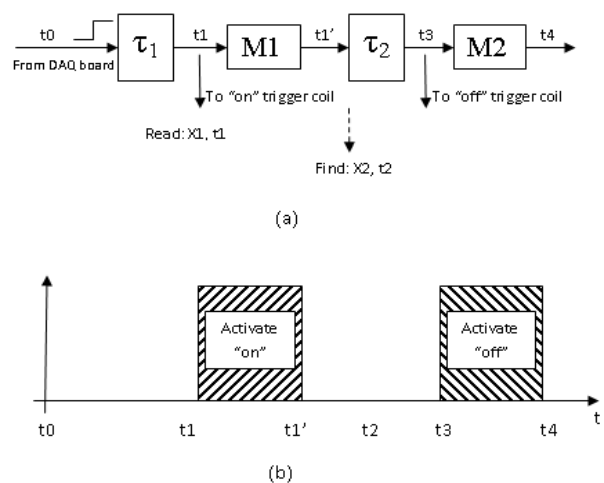 t0 τ1 t1 M1 t1' τ2 t3 M2 t4
From DAQ board
To "on" trigger coil To "off" trigger coil
Read: X1, t1
Find: X2, t2
(a)
Activate "on"
Activate "off"
t
t0 t1 t1' t2 t3 t4
(b)